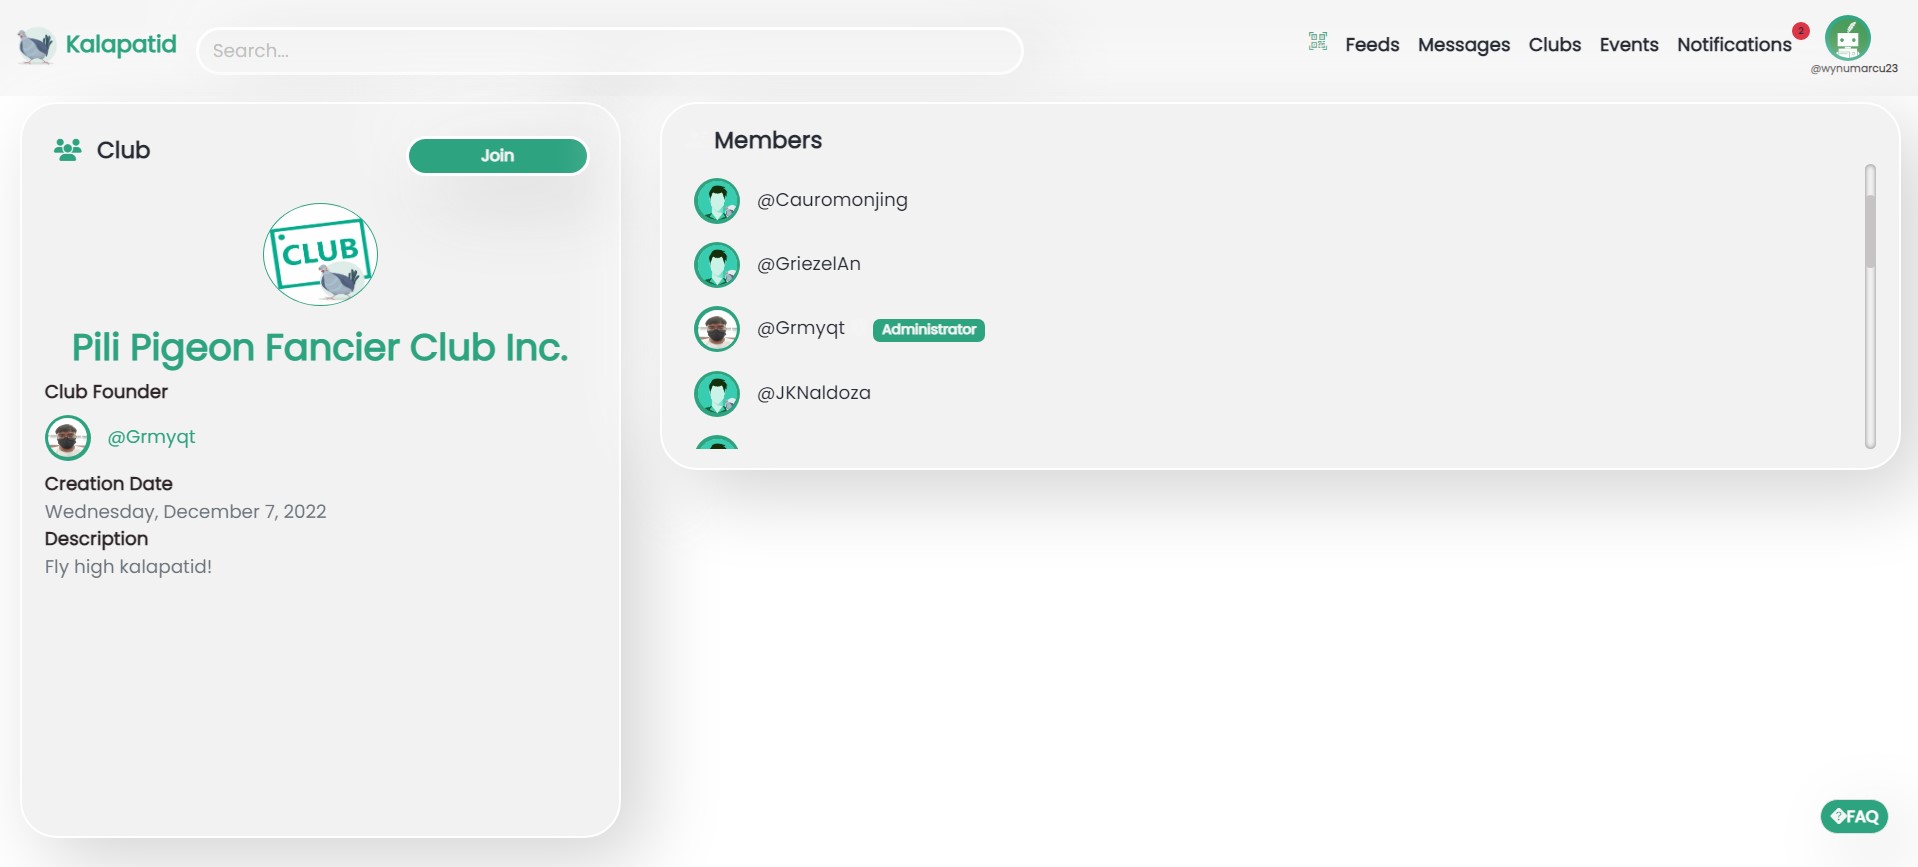 Kalapatid
Search...
Feeds Messages Clubs Events Notifications 2
@wynumarcu23
Club
Join
CLUB
Pili Pigeon Fancier Club Inc.
Club Founder
@Grmyqt
Creation Date
Wednesday, December 7, 2022
Description
Fly high kalapatid!
Members
@Cauromonjing
@GriezelAn
@Grmyqt Administrator
@JKNaldoza
�FAQ